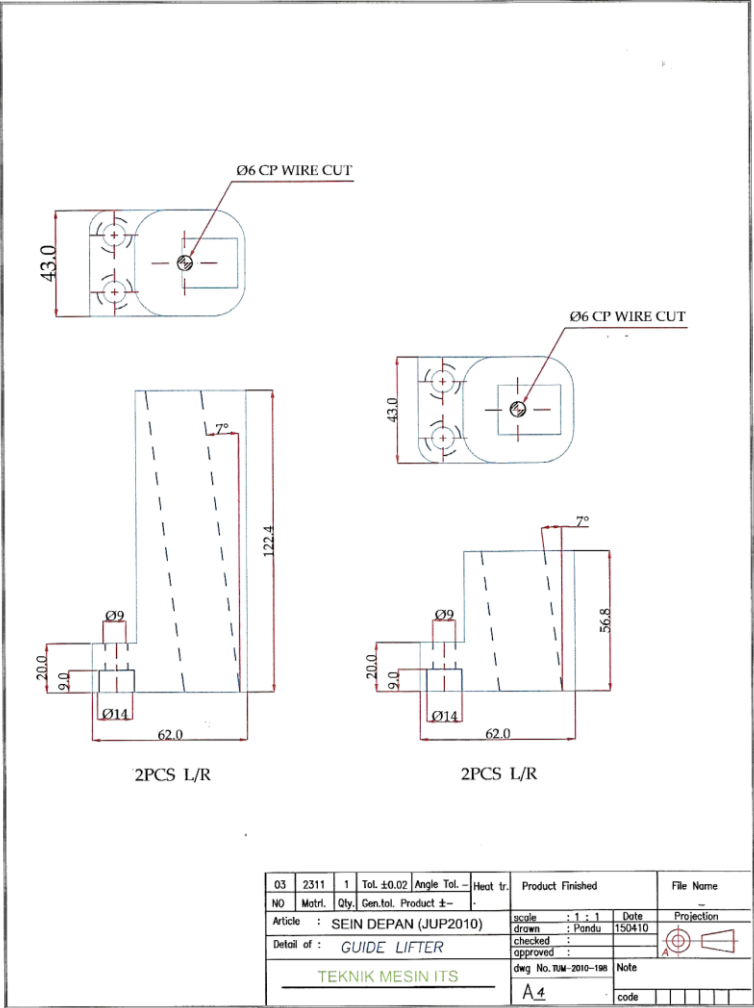 Ø6 CP WIRE CUT
43.0
Ø6 CP WIRE CUT
43.0
7°
122.4
Ø9
20.0
9.0
Ø14
62.0
2PCS L/R
7°
56.8
Ø9
20.0
9.0
Ø14
62.0
2PCS L/R
03 2311 1 Tol. ±0.02 Angle Tol. - Heat tr. Product Finished File Name
NO Matrl. Qty. Gen.tol. Product ±- - –
Article : SEIN DEPAN (JUP2010)
scale : 1 : 1 Date Projection
drawn : Pandu 150410
Detail of : GUIDE LIFTER
checked :
approved :
A
TEKNIK MESIN ITS
dwg No. TUM-2010-198 Note
A4
code